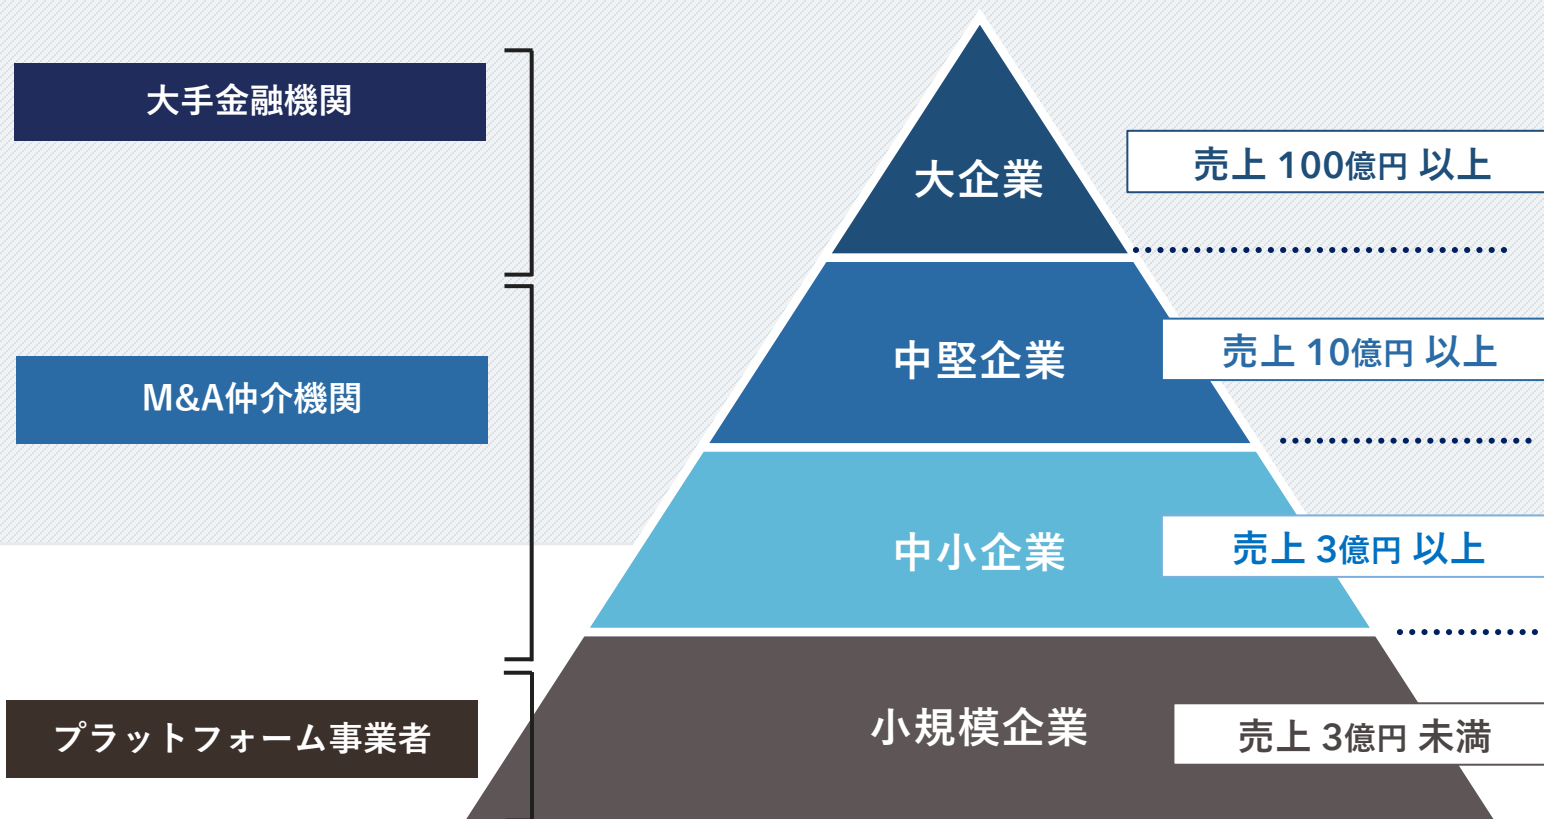 大手金融機関
大企業
売上 100億円 以上
M&A仲介機関
中堅企業
売上 10億円 以上
中小企業
売上 3億円 以上
プラットフォーム事業者
小規模企業
売上 3億円 未満